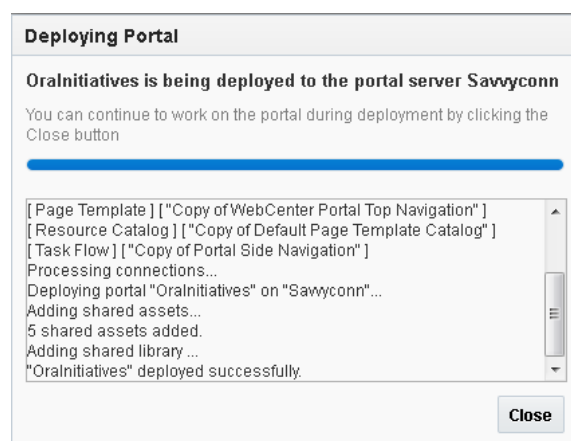 Deploying Portal
OraInitiatives is being deployed to the portal server Savvyconn
You can continue to work on the portal during deployment by clicking the
Close button
[ Page Template ] ["Copy of WebCenter Portal Top Navigation" ]
[ Resource Catalog ] ["Copy of Default Page Template Catalog" ]
[ Task Flow ] ["Copy of Portal Side Navigation" ]
Processing connections...
Deploying portal "OraInitiatives" on "Savvyconn"...
Adding shared assets...
5 shared assets added.
Adding shared library ...
"OraInitiatives" deployed successfully.
Close